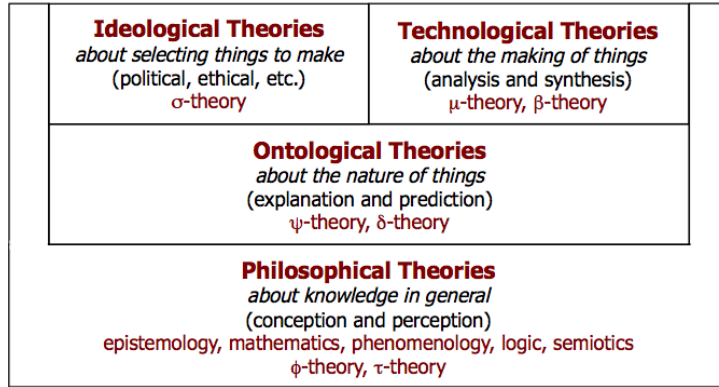 Ideological Theories
about selecting things to make
(political, ethical, etc.)
σ-theory
Technological Theories
about the making of things
(analysis and synthesis)
μ-theory, β-theory
Ontological Theories
about the nature of things
(explanation and prediction)
ψ-theory, δ-theory
Philosophical Theories
about knowledge in general
(conception and perception)
epistemology, mathematics, phenomenology, logic, semiotics
ϕ-theory, τ-theory